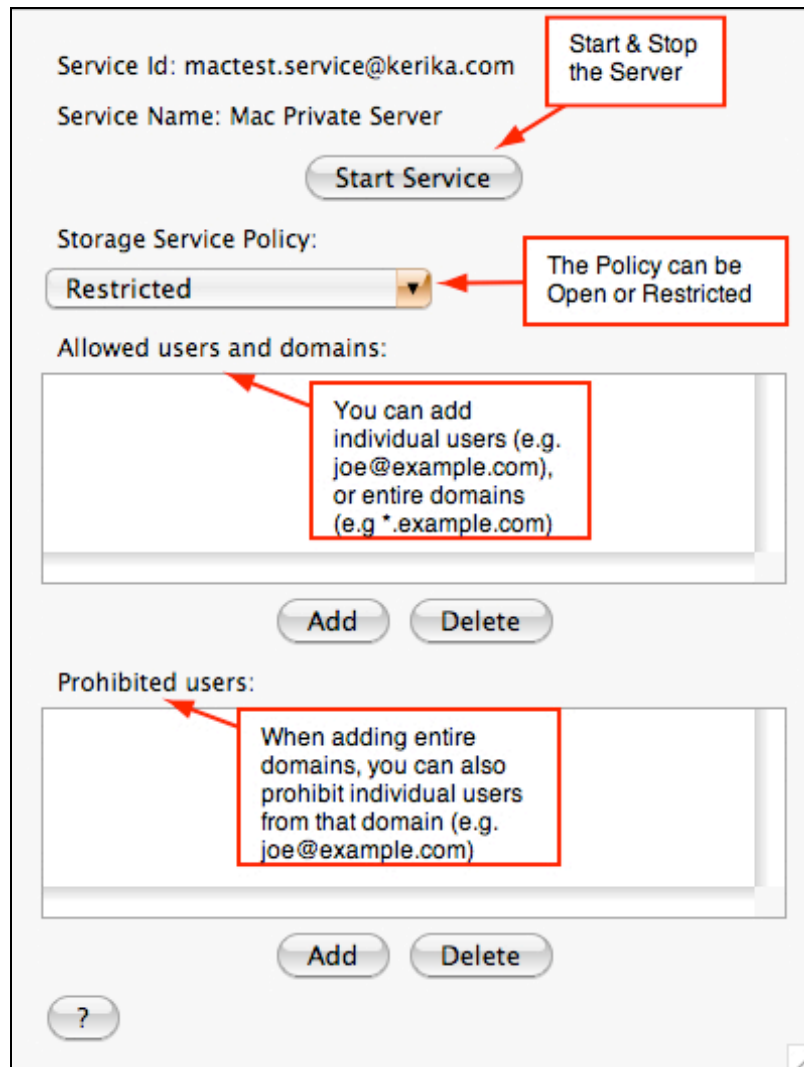 Service Id: mactest.service@kerika.com
Start & Stop
the Server
Service Name: Mac Private Server
Start Service
Storage Service Policy:
Restricted
The Policy can be
Open or Restricted
Allowed users and domains:
You can add
individual users (e.g.
joe@example.com),
or entire domains
(e.g *.example.com)
Add
Delete
Prohibited users:
When adding entire
domains, you can also
prohibit individual users
from that domain (e.g.
joe@example.com)
Add
Delete
?